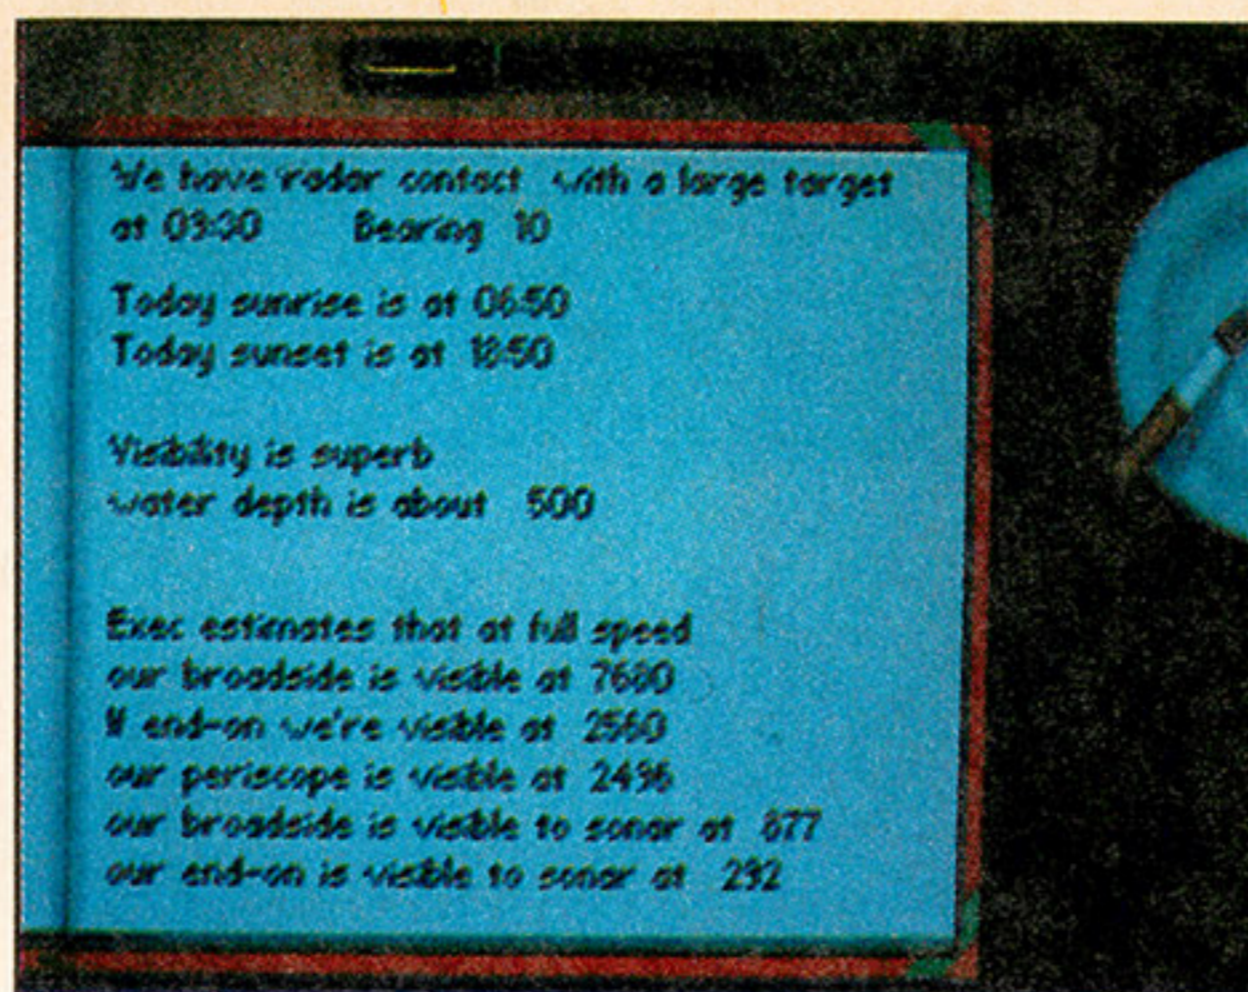 We have radar contact with a large target
at 09:30 Bearing 10
Today sunrise is at 06:50
Today sunset is at 18:50
Visibility is superb
water depth is about 500
Exec estimates that at full speed
our broadside is visible at 7680
If end-on we're visible at 2560
our periscope is visible at 2496
our broadside is visible to sonar at 877
our end-on is visible to sonar at 292